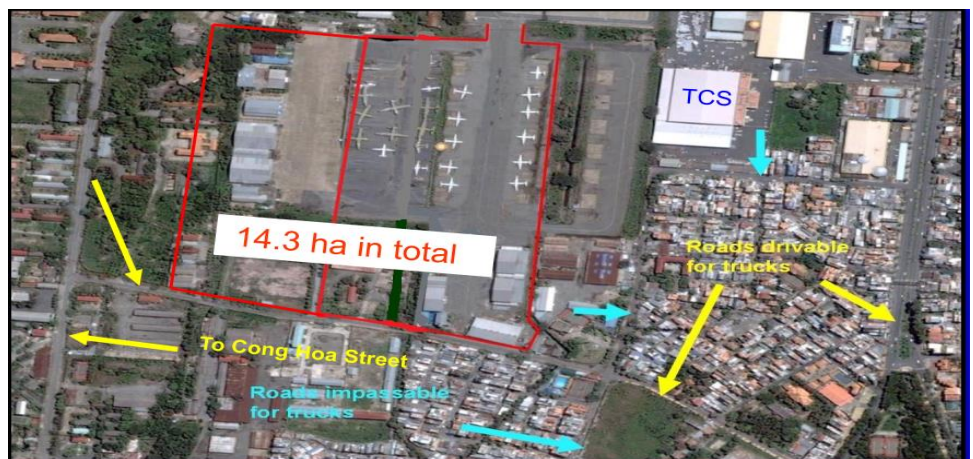 TCS
14.3 ha in total
Roads drivable
for trucks
To Cong Hoa Street
Roads impassable
for trucks